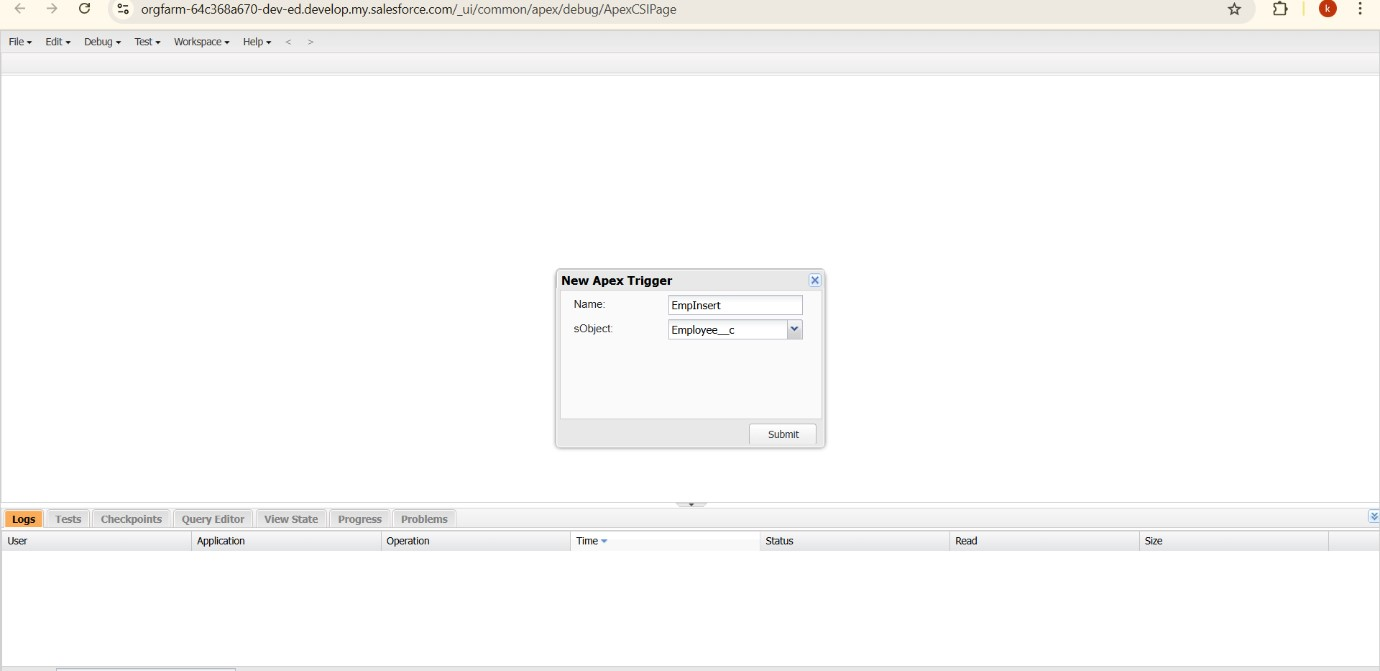 orgfarm-64c368a670-dev-ed.develop.my.salesforce.com/_ui/common/apex/debug/ApexCSIPage
k
File Edit Debug Test Workspace Help < >
New Apex Trigger
Name: EmpInsert
sObject: Employee__c
Submit
Logs Tests Checkpoints Query Editor View State Progress Problems
User Application Operation Time Status Read Size